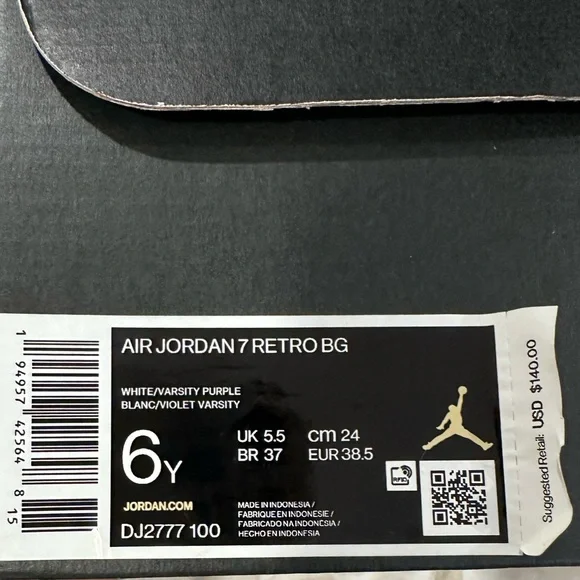 AIR JORDAN 7 RETRO BG
WHITE/VARSITY PURPLE
BLANC/VIOLET VARSITY
6Y
UK 5.5 cm 24
BR 37 EUR 38.5
JORDAN.COM
DJ2777 100
MADE IN INDONESIA /
FABRIQUE EN INDONESIE /
FABRICADO NA INDONÉSIA /
HECHO EN INDONESIA
RFID
1 94957 42564 8 15
Suggested Retail: USD $140.00